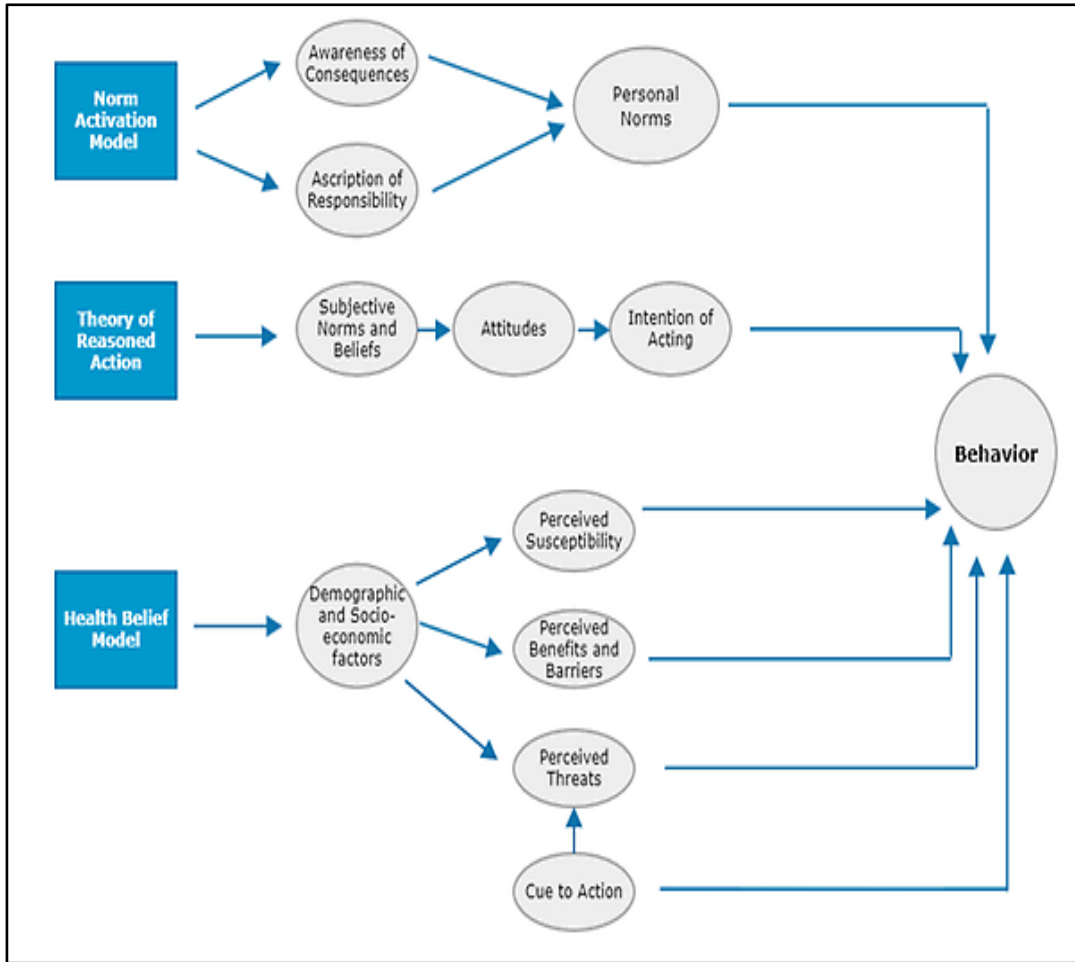 Norm
Activation
Model
Awareness of
Consequences
Ascription of
Responsibility
Personal
Norms
Theory of
Reasoned
Action
Subjective
Norms and
Beliefs
Attitudes
Intention of
Acting
Behavior
Health Belief
Model
Demographic
and Socio-
economic
factors
Perceived
Susceptibility
Perceived
Benefits and
Barriers
Perceived
Threats
Cue to Action